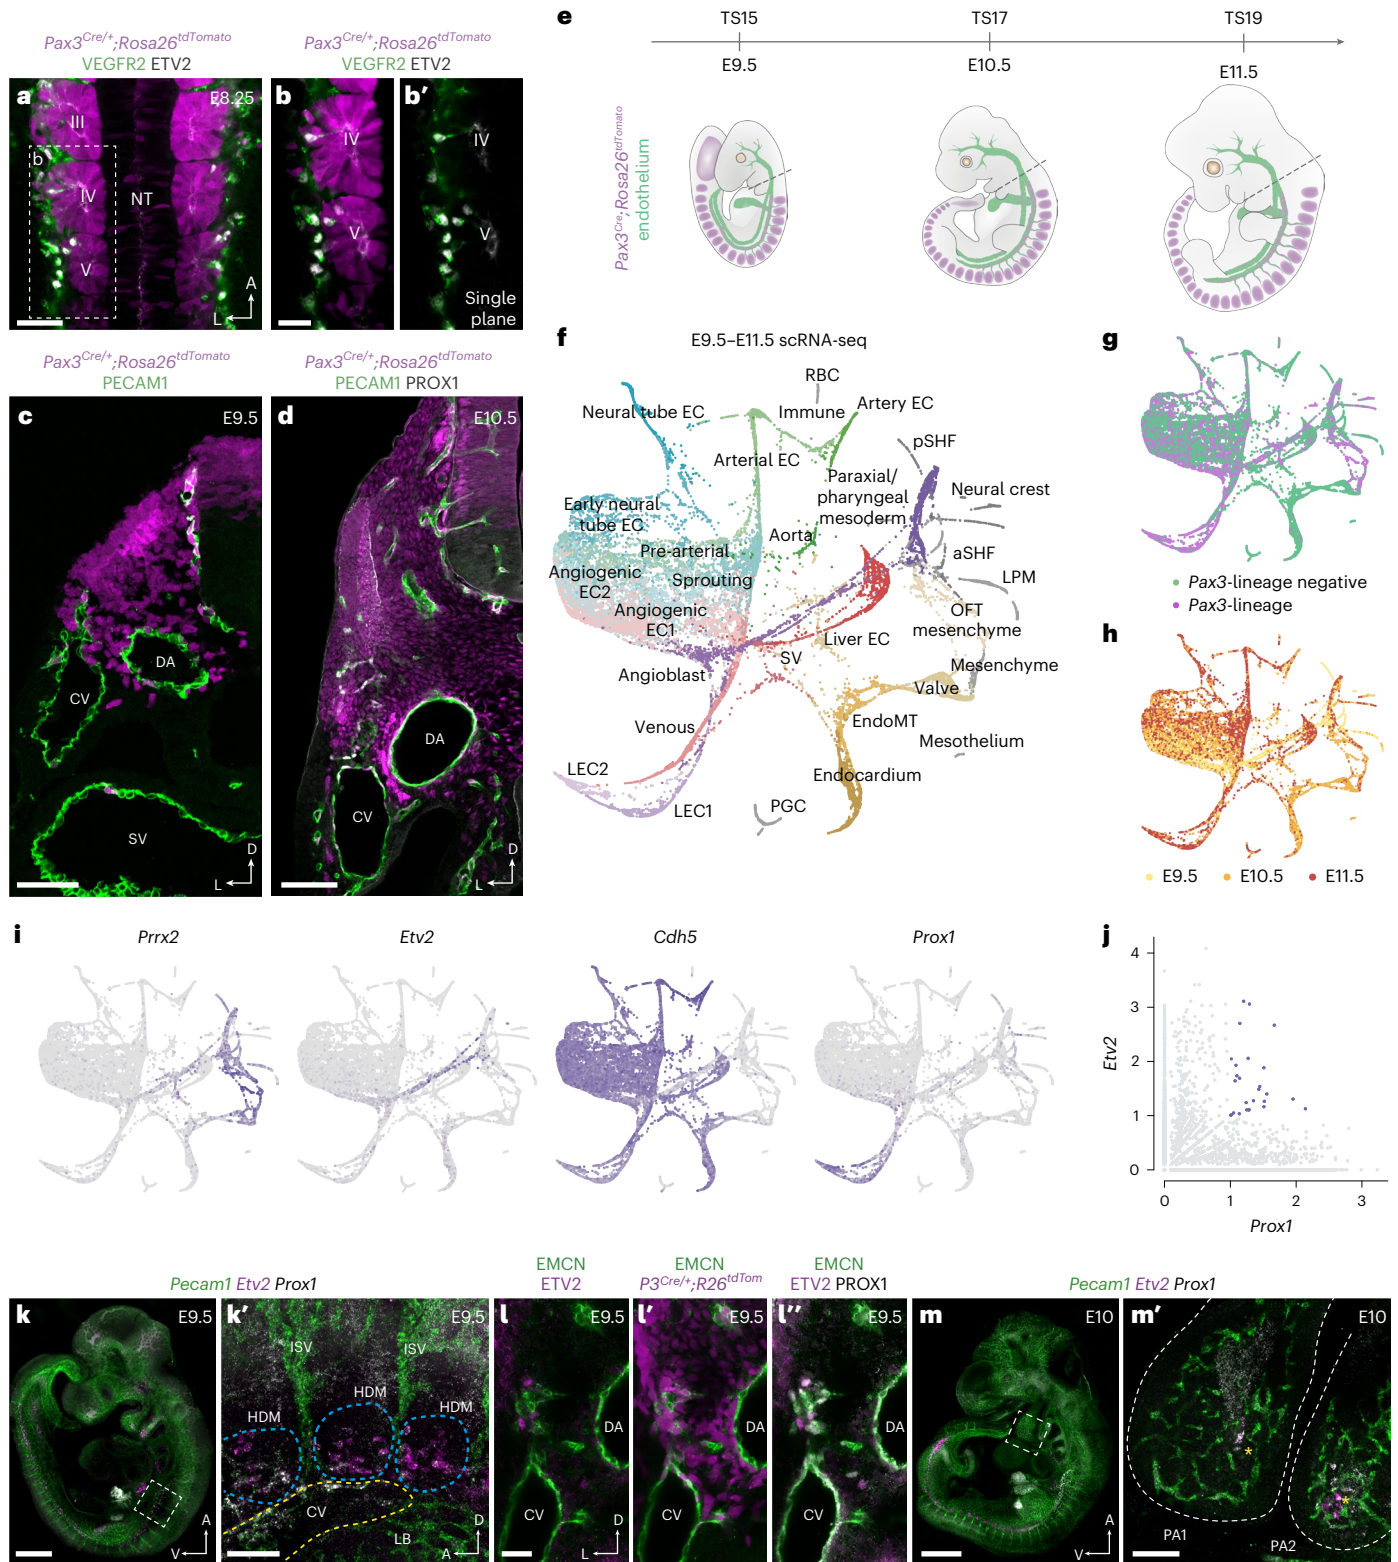 Pax3Cre/+;Rosa26tdTomato
VEGFR2 ETV2
a
E8.25
III
b
IV
NT
V
A
L
Pax3Cre/+;Rosa26tdTomato
VEGFR2 ETV2
b
IV
V
b′
IV
V
Single
plane
Pax3Cre/+;Rosa26tdTomato
PECAM1
c
E9.5
DA
CV
SV
D
L
Pax3Cre/+;Rosa26tdTomato
PECAM1 PROX1
d
E10.5
DA
CV
D
L
e
TS15
TS17
TS19
E9.5
E10.5
E11.5
Pax3Cre;Rosa26tdTomato
endothelium
f
E9.5–E11.5 scRNA-seq
RBC
Neural tube EC
Immune
Artery EC
pSHF
Arterial EC
Paraxial/
pharyngeal
mesoderm
Neural crest
Early neural
tube EC
Aorta
Pre-arterial
aSHF
Angiogenic
EC2
Sprouting
LPM
Angiogenic
EC1
OFT
mesenchyme
Liver EC
SV
Mesenchyme
Angioblast
Valve
Venous
EndoMT
Mesothelium
LEC2
Endocardium
LEC1
PGC
g
Pax3-lineage negative
Pax3-lineage
h
E9.5
E10.5
E11.5
i
Prrx2
Etv2
Cdh5
Prox1
j
4
3
2
1
0
Etv2
0
1
2
3
Prox1
Pecam1 Etv2 Prox1
k
E9.5
A
V
k′
E9.5
ISV
ISV
HDM
HDM
HDM
CV
LB
D
A
EMCN
ETV2
l
E9.5
DA
CV
D
L
EMCN
P3Cre/+;R26tdTom
l′
E9.5
DA
CV
EMCN
ETV2 PROX1
l′′
E9.5
DA
CV
Pecam1 Etv2 Prox1
m
E10
A
V
m′
E10
*
*
PA1
PA2